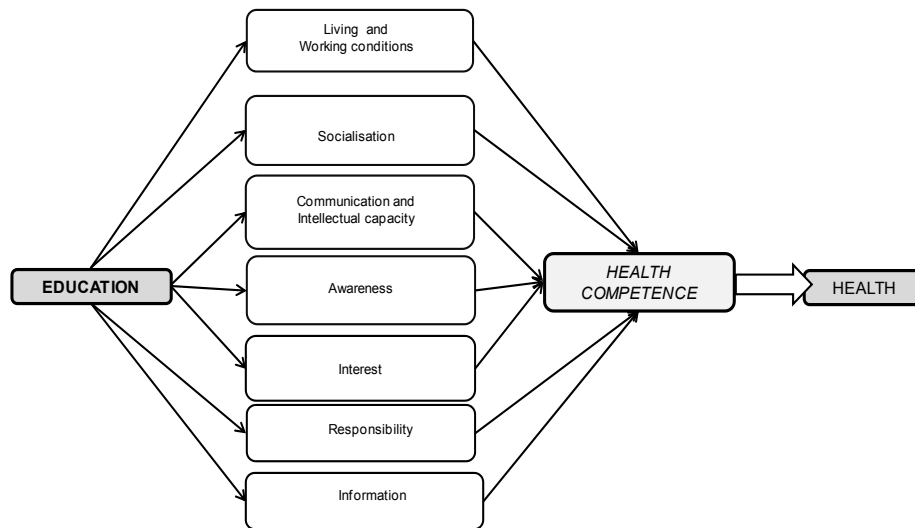 Living and
Working conditions
Socialisation
Communication and
Intellectual capacity
EDUCATION
Awareness
HEALTH
COMPETENCE
HEALTH
Interest
Responsibility
Information